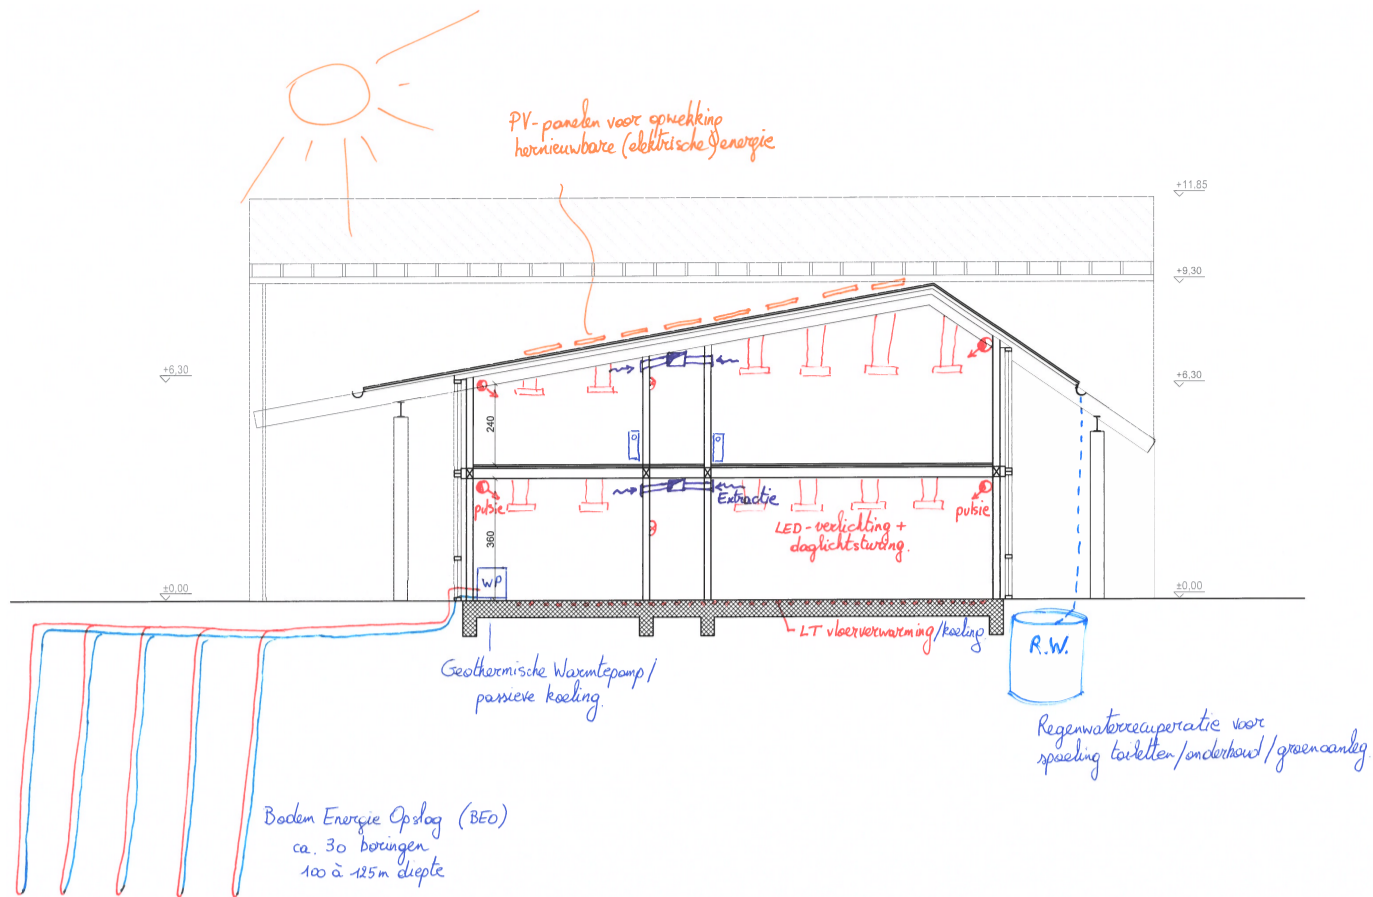 PV-panelen voor opwekking
hernieuwbare (elektrische) energie
+11.85
+9,30
+6,30
+6,30
240
Extractie
pulsie
pulsie
LED-verlichting +
daglichtsturing.
360
WP
±0,00
±0,00
LT vloerverwarming/koeling
R.W.
Geothermische Warmtepomp/
passieve koeling.
Regenwaterrecuperatie voor
spoeling toiletten/onderhoud/groenaanleg
Bodem Energie Opslag (BEO)
ca. 30 boringen
100 à 125m diepte